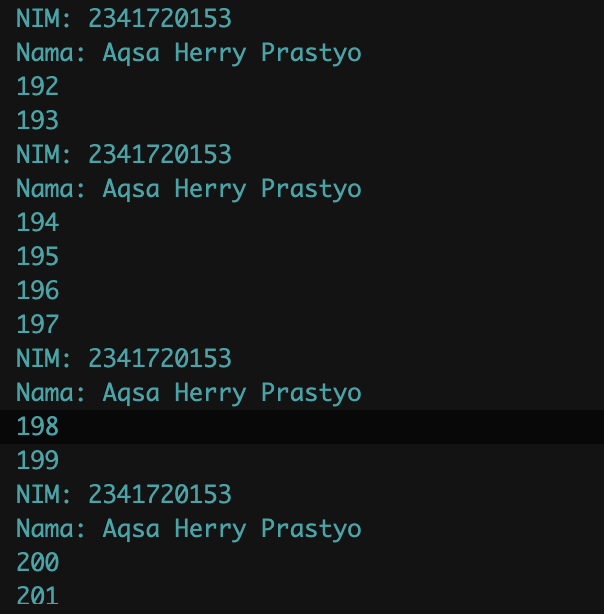 NIM: 2341720153
Nama: Aqsa Herry Prastyo
192
193
NIM: 2341720153
Nama: Aqsa Herry Prastyo
194
195
196
197
NIM: 2341720153
Nama: Aqsa Herry Prastyo
198
199
NIM: 2341720153
Nama: Aqsa Herry Prastyo
200
201